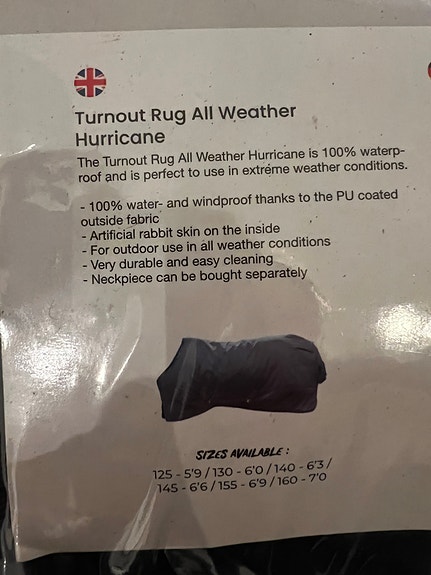 Turnout Rug All Weather
Hurricane
The Turnout Rug All Weather Hurricane is 100% waterp-
roof and is perfect to use in extréme weather conditions.
- 100% water- and windproof thanks to the PU coated
outside fabric
- Artificial rabbit skin on the inside
- For outdoor use in all weather conditions
- Very durable and easy cleaning
- Neckpiece can be bought separately
SIZES AVAILABLE :
125 - 5'9 / 130 - 6'0 / 140 - 6'3 /
145 - 6'6 / 155 - 6'9 / 160 - 7'0